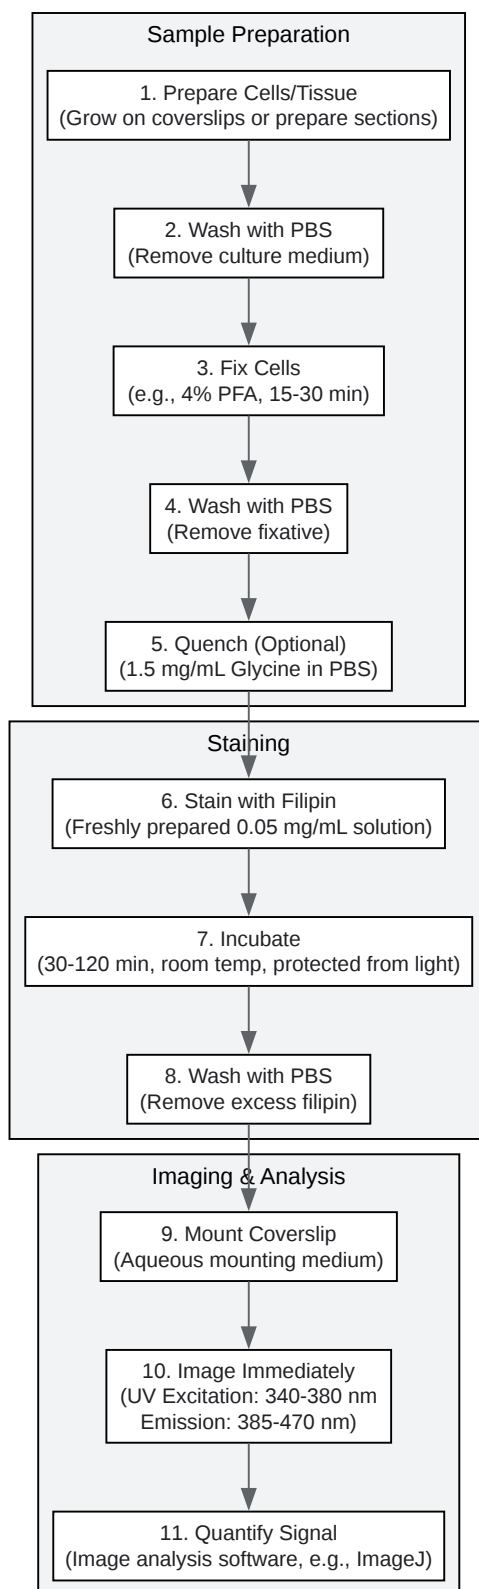 Sample Preparation
1. Prepare Cells/Tissue
(Grow on coverslips or prepare sections)
2. Wash with PBS
(Remove culture medium)
3. Fix Cells
(e.g., 4% PFA, 15-30 min)
4. Wash with PBS
(Remove fixative)
5. Quench (Optional)
(1.5 mg/mL Glycine in PBS)
Staining
6. Stain with Filipin
(Freshly prepared 0.05 mg/mL solution)
7. Incubate
(30-120 min, room temp, protected from light)
8. Wash with PBS
(Remove excess filipin)
Imaging & Analysis
9. Mount Coverslip
(Aqueous mounting medium)
10. Image Immediately
(UV Excitation: 340-380 nm
Emission: 385-470 nm)
11. Quantify Signal
(Image analysis software, e.g., ImageJ)